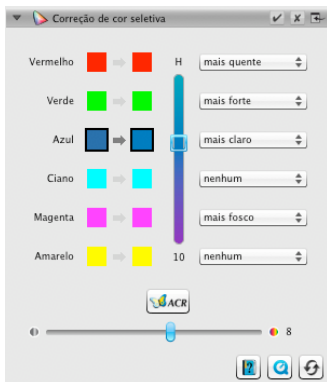 Correção de cor seletiva
Vermelho H mais quente
Verde mais forte
Azul mais claro
Ciano nenhum
Magenta mais fosco
Amarelo 10 nenhum
ACR
8
?